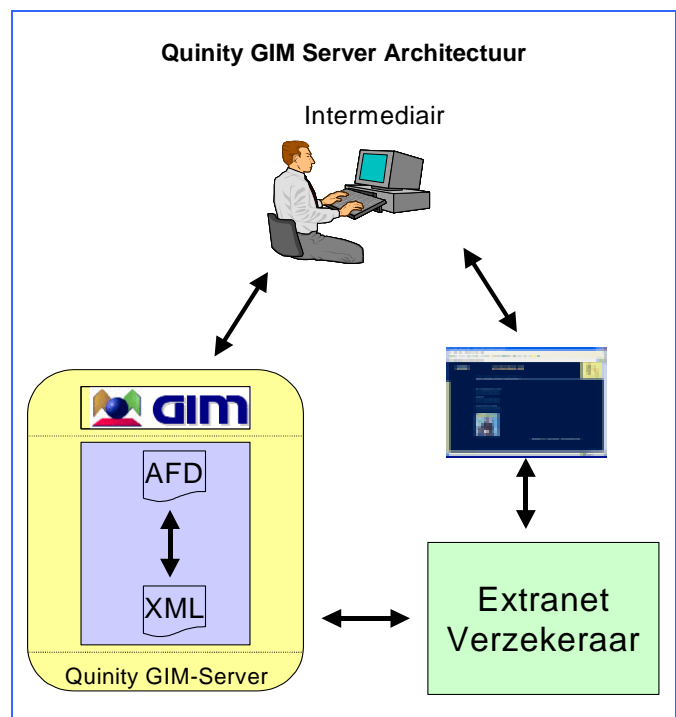 Quinity GIM Server Architectuur
Intermediair
GIM
AFD
XML
Quinity GIM-Server
Extranet
Verzekeraar